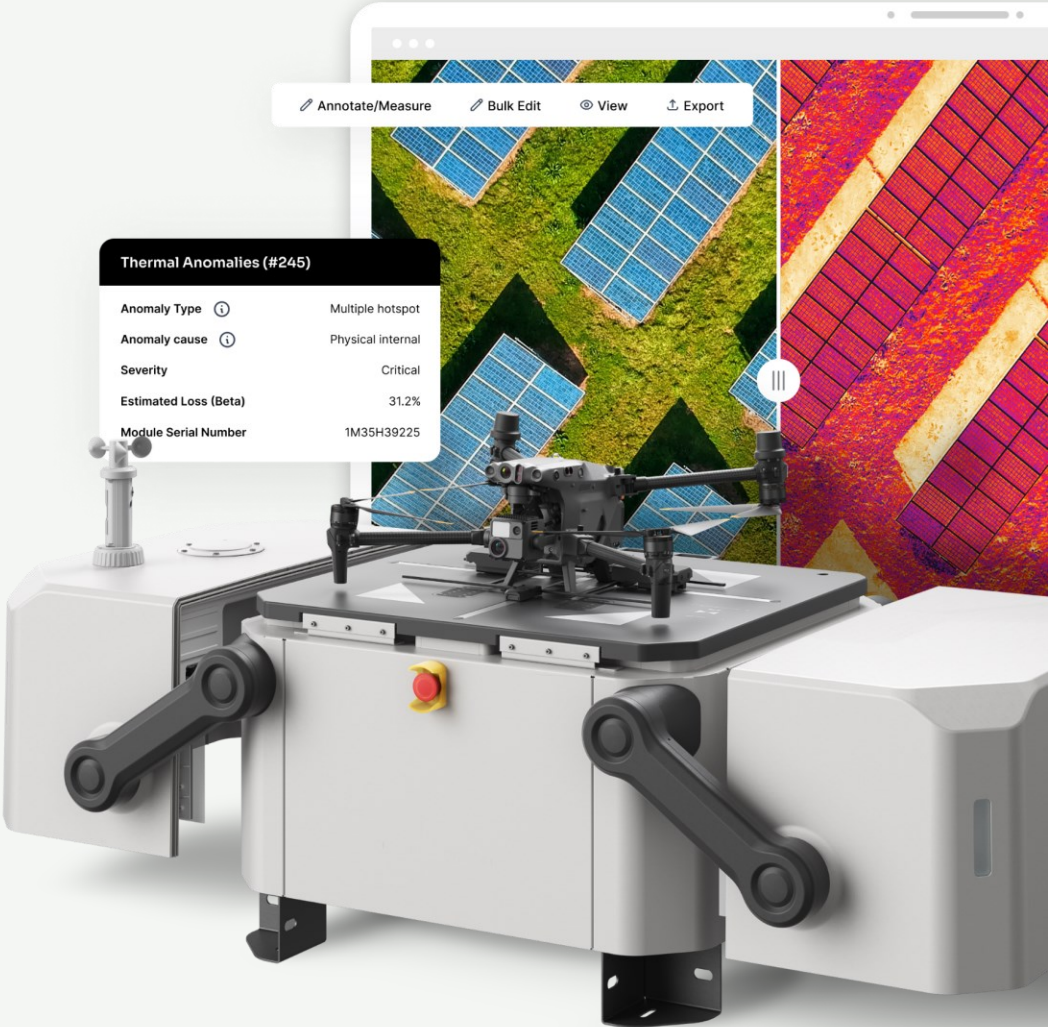 Annotate/Measure Bulk Edit View Export
Thermal Anomalies (#245)
Anomaly Type Multiple hotspot
Anomaly cause Physical internal
Severity Critical
Estimated Loss (Beta) 31.2%
Module Serial Number 1M35H39225